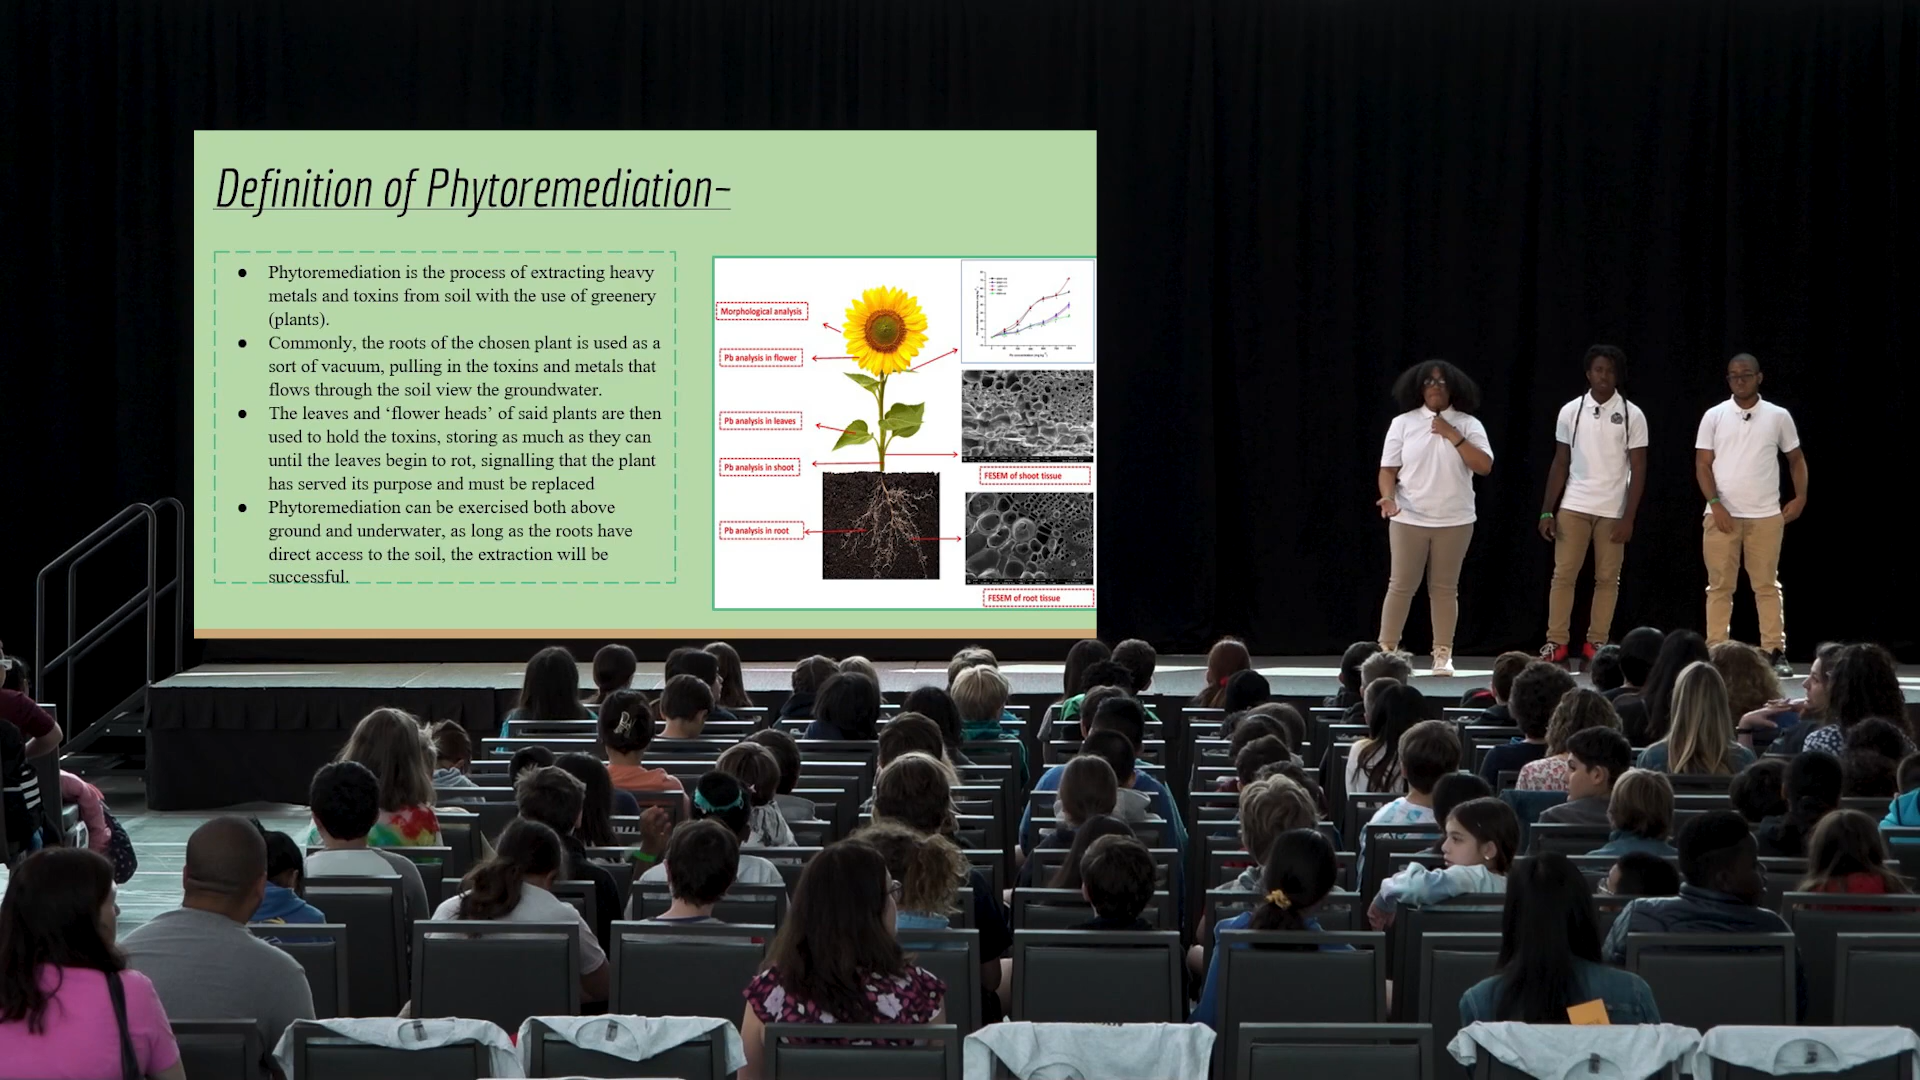 Definition of Phytoremediation-
● Phytoremediation is the process of extracting heavy
metals and toxins from soil with the use of greenery
(plants).
● Commonly, the roots of the chosen plant is used as a
sort of vacuum, pulling in the toxins and metals that
flows through the soil view the groundwater.
● The leaves and ‘flower heads’ of said plants are then
used to hold the toxins, storing as much as they can
until the leaves begin to rot, signalling that the plant
has served its purpose and must be replaced
● Phytoremediation can be exercised both above
ground and underwater, as long as the roots have
direct access to the soil, the extraction will be
successful.
Morphological analysis
Pb analysis in flower
Pb analysis in leaves
Pb analysis in shoot
Pb analysis in root
FESEM of shoot tissue
FESEM of root tissue